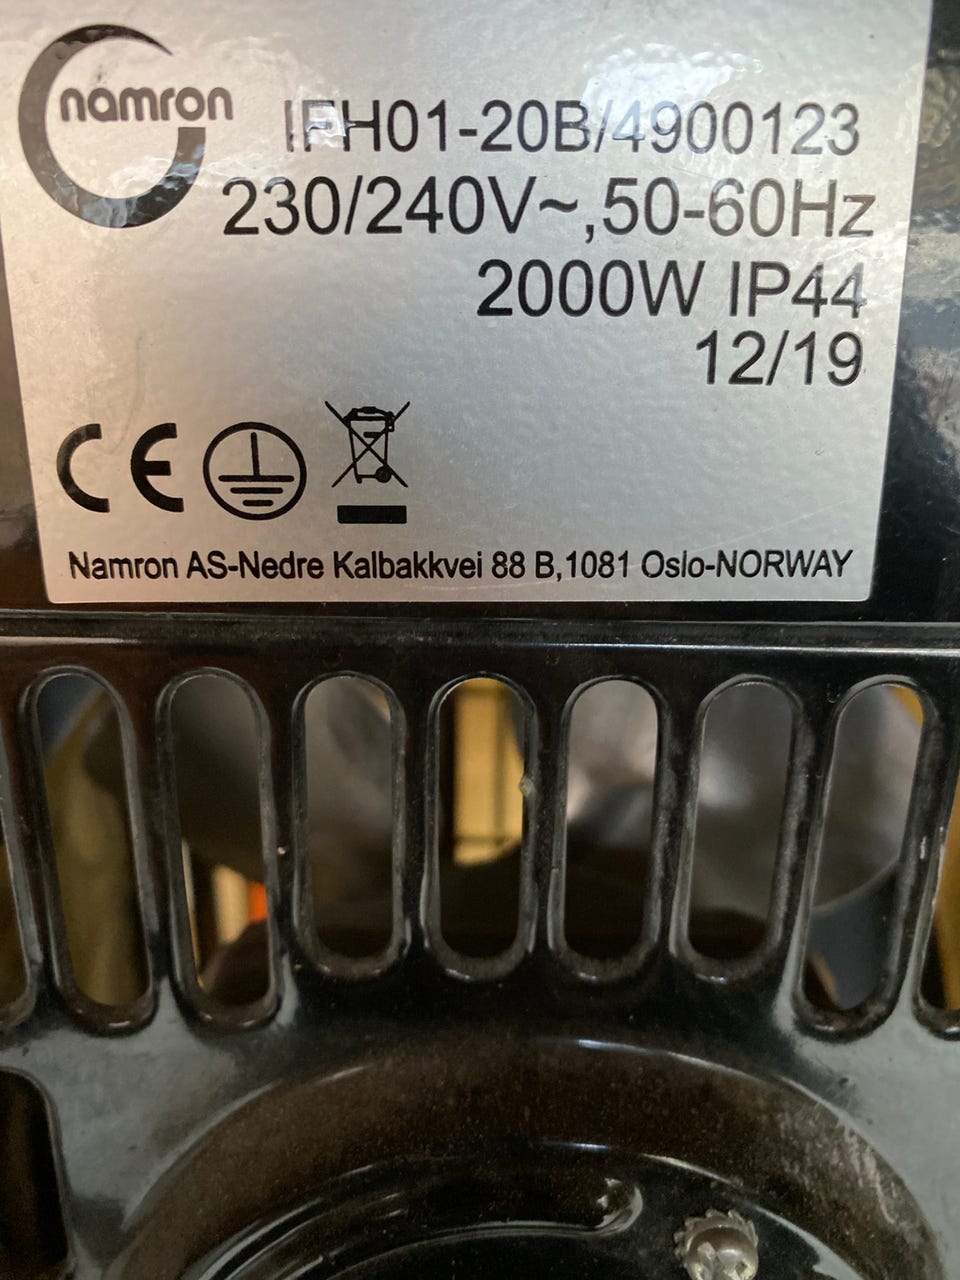 namron
IFH01-20B/4900123
230/240V~,50-60Hz
2000W IP44
12/19
CE
Namron AS-Nedre Kalbakkvei 88 B,1081 Oslo-NORWAY